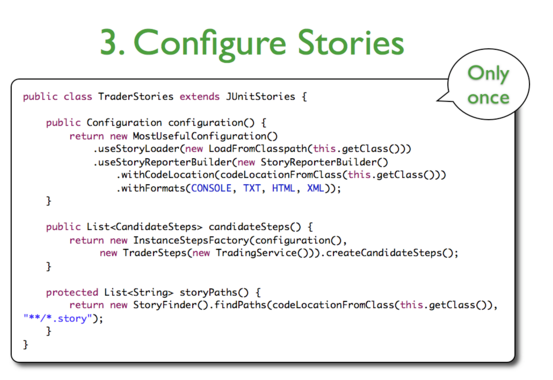 3. Configure Stories
Only
once
public class TraderStories extends JUnitStories {
public Configuration configuration() {
return new MostUsefulConfiguration()
.useStoryLoader(new LoadFromClasspath(this.getClass()))
.useStoryReporterBuilder(new StoryReporterBuilder()
.withCodeLocation(codeLocationFromClass(this.getClass()))
.withFormats(CONSOLE, TXT, HTML, XML));
}
public List<CandidateSteps> candidateSteps() {
return new InstanceStepsFactory(configuration(),
new TraderSteps(new TradingService())).createCandidateSteps();
}
protected List<String> storyPaths() {
return new StoryFinder().findPaths(codeLocationFromClass(this.getClass()),
"**/*.story");
}
}